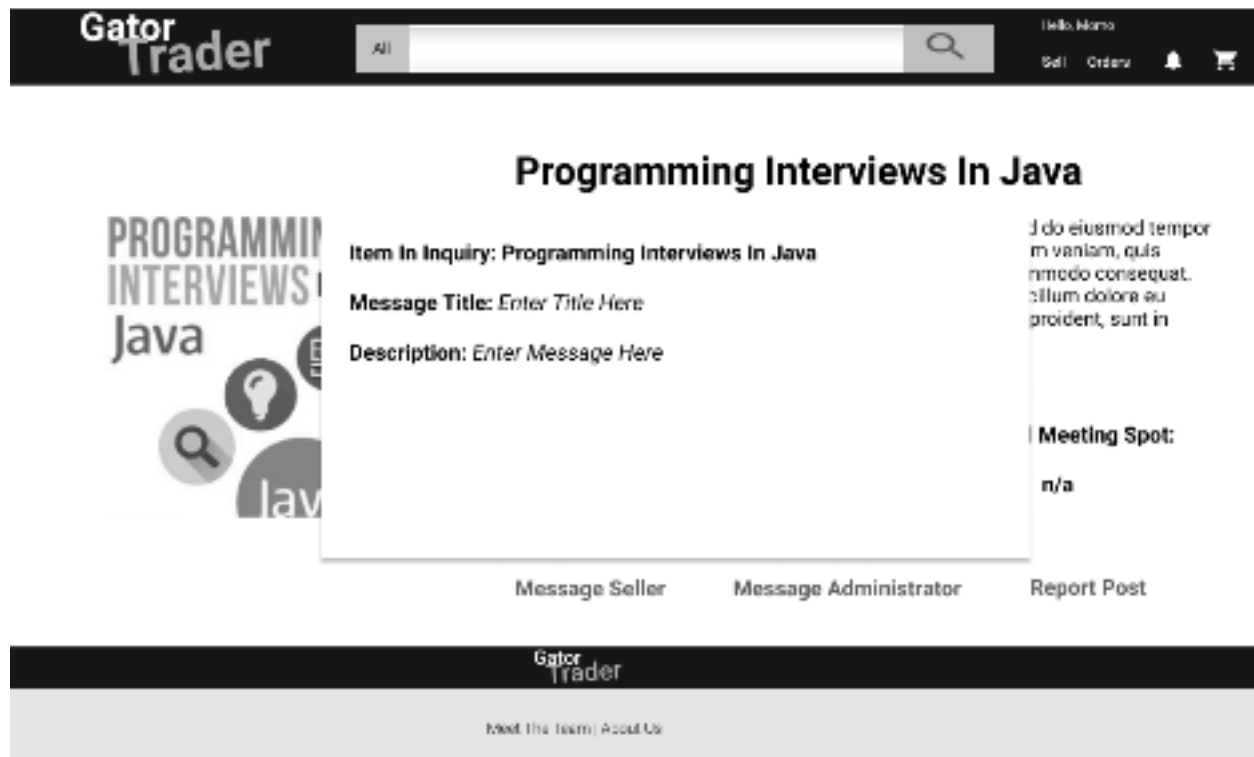 Gator
Trader
All
Hello, Momo
Sell Orders
Programming Interviews In Java
PROGRAMMIN
INTERVIEWS
Java
Jav
Item In Inquiry: Programming Interviews In Java
Message Title: Enter Title Here
Description: Enter Message Here
d do eiusmod tempor
m veniam, quis
nmodo consequat.
cillum dolore eu
proident, sunt in
Meeting Spot:
n/a
Message Seller Message Administrator Report Post
Gator
Trader
Meet The Team | About Us